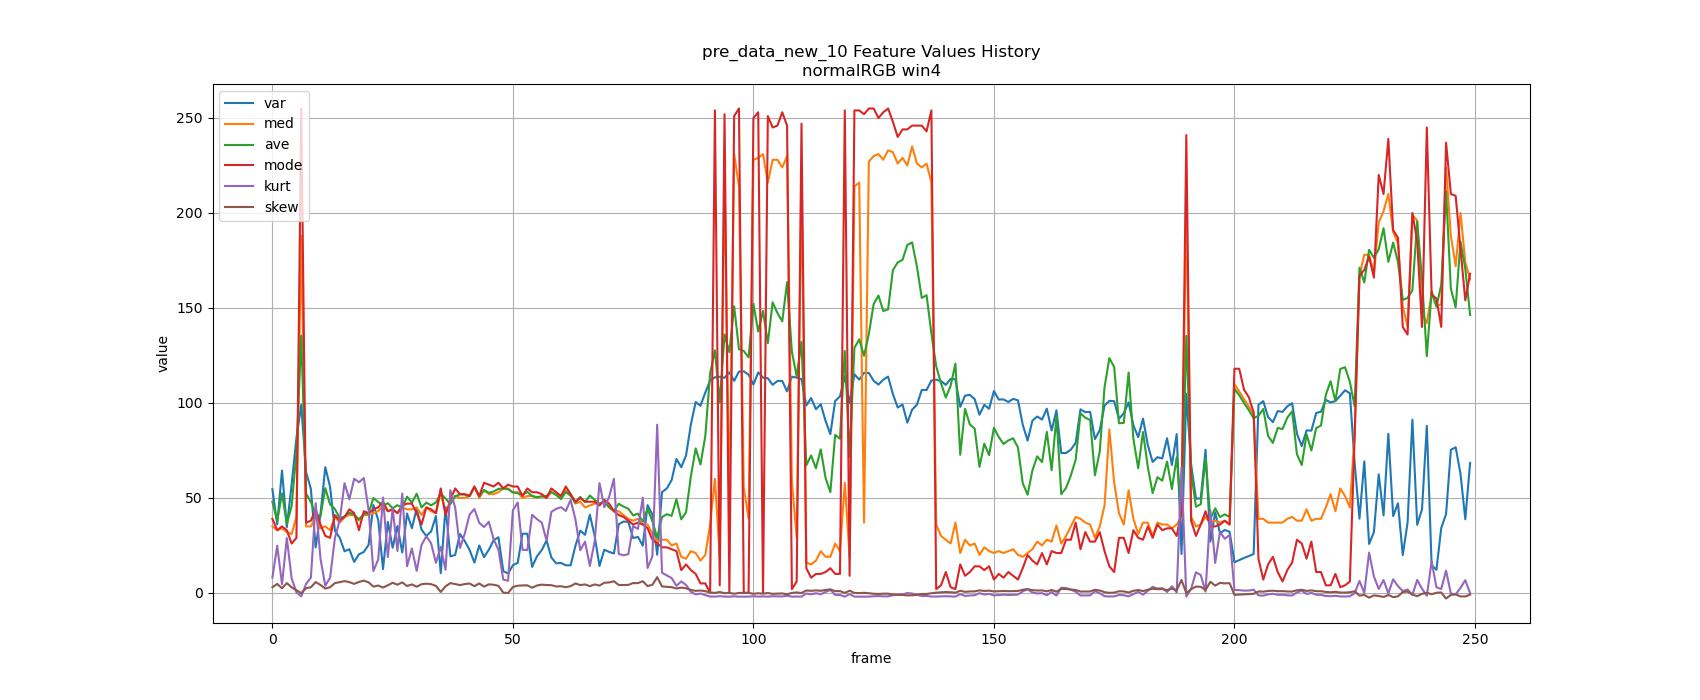 pre_data_new_10 Feature Values History
normalRGB win4
var
med
ave
mode
kurt
skew
value
250
200
150
100
50
0
0
50
100
150
200
250
frame